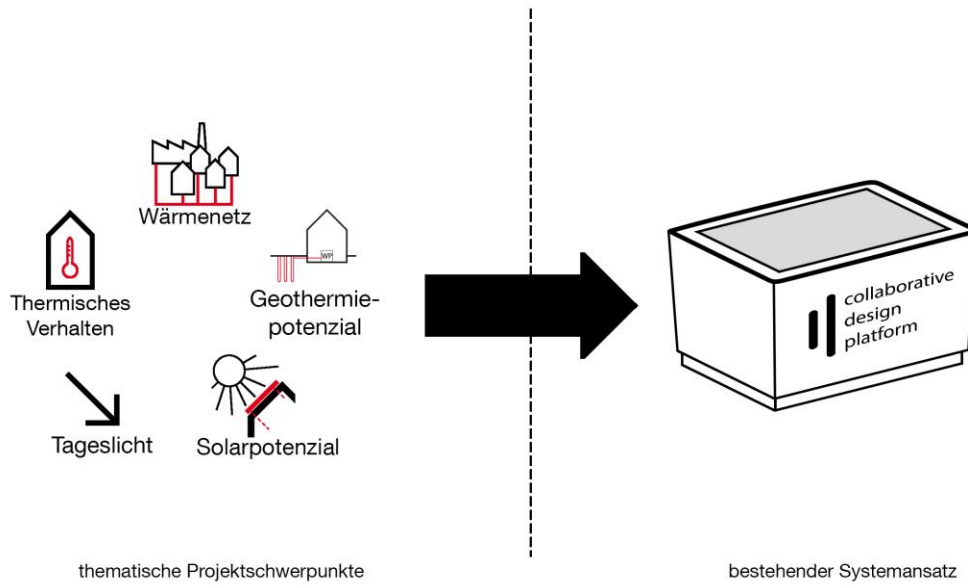 Wärmenetz
Thermisches
Verhalten
WP
Geothermie-
potenzial
Tageslicht
Solarpotenzial
collaborative
design
platform
thematische Projektschwerpunkte
bestehender Systemansatz